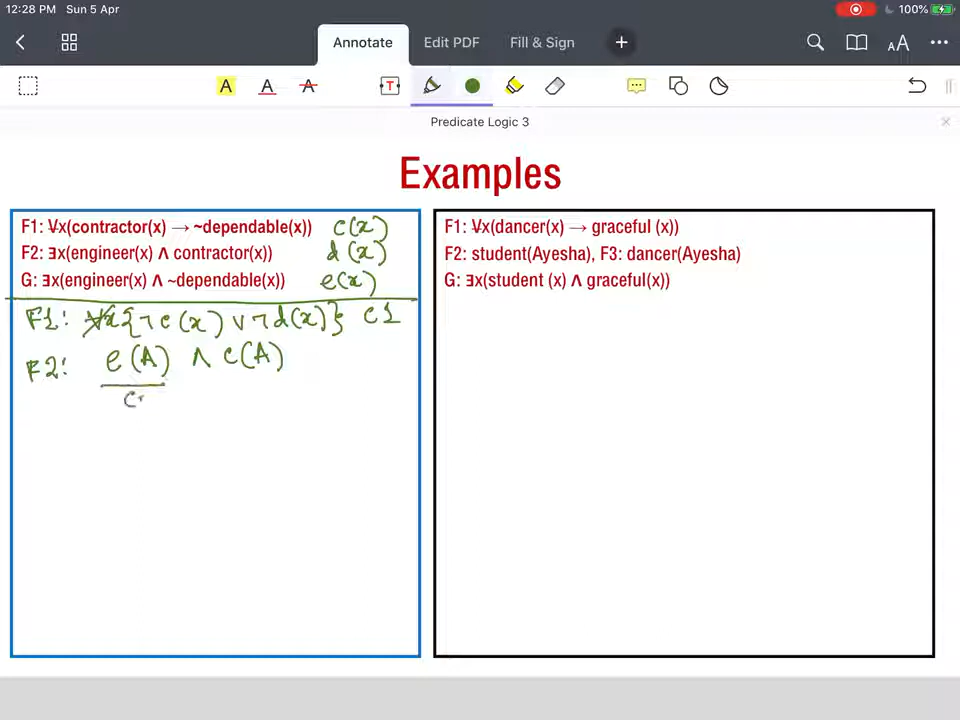 12:28 PM Sun 5 Apr
100%
Annotate Edit PDF Fill & Sign
Predicate Logic 3
Examples
F1: ∀x(contractor(x) → ~dependable(x)) c(x)
F2: ∃x(engineer(x) Λ contractor(x)) d(x)
G: ∃x(engineer(x) Λ ~dependable(x)) e(x)
F1: ∀x{¬c(x) ∨ ¬d(x)} C1
F2: e(A) ∧ c(A)
F1: ∀x(dancer(x) → graceful (x))
F2: student(Ayesha), F3: dancer(Ayesha)
G: ∃x(student (x) Λ graceful(x))